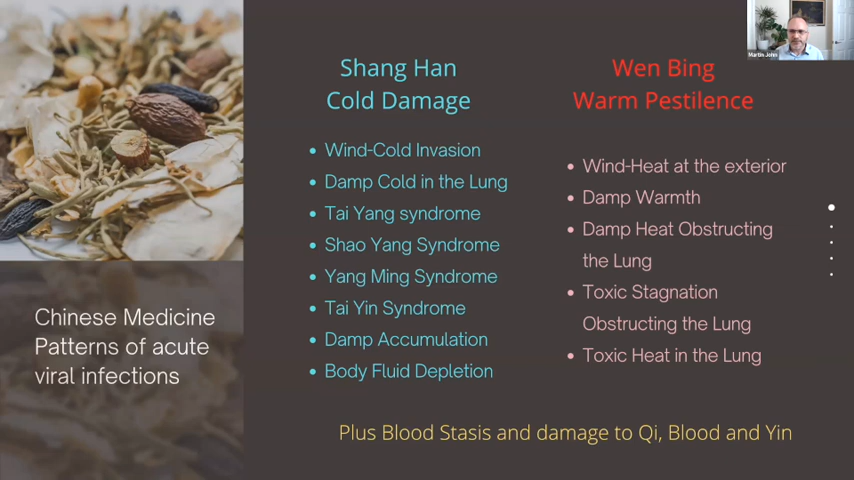 Martin John
Shang Han
Cold Damage
Wind-Cold Invasion
Damp Cold in the Lung
Tai Yang syndrome
Shao Yang Syndrome
Yang Ming Syndrome
Tai Yin Syndrome
Damp Accumulation
Body Fluid Depletion
Wen Bing
Warm Pestilence
Wind-Heat at the exterior
Damp Warmth
Damp Heat Obstructing
the Lung
Toxic Stagnation
Obstructing the Lung
Toxic Heat in the Lung
Chinese Medicine
Patterns of acute
viral infections
Plus Blood Stasis and damage to Qi, Blood and Yin